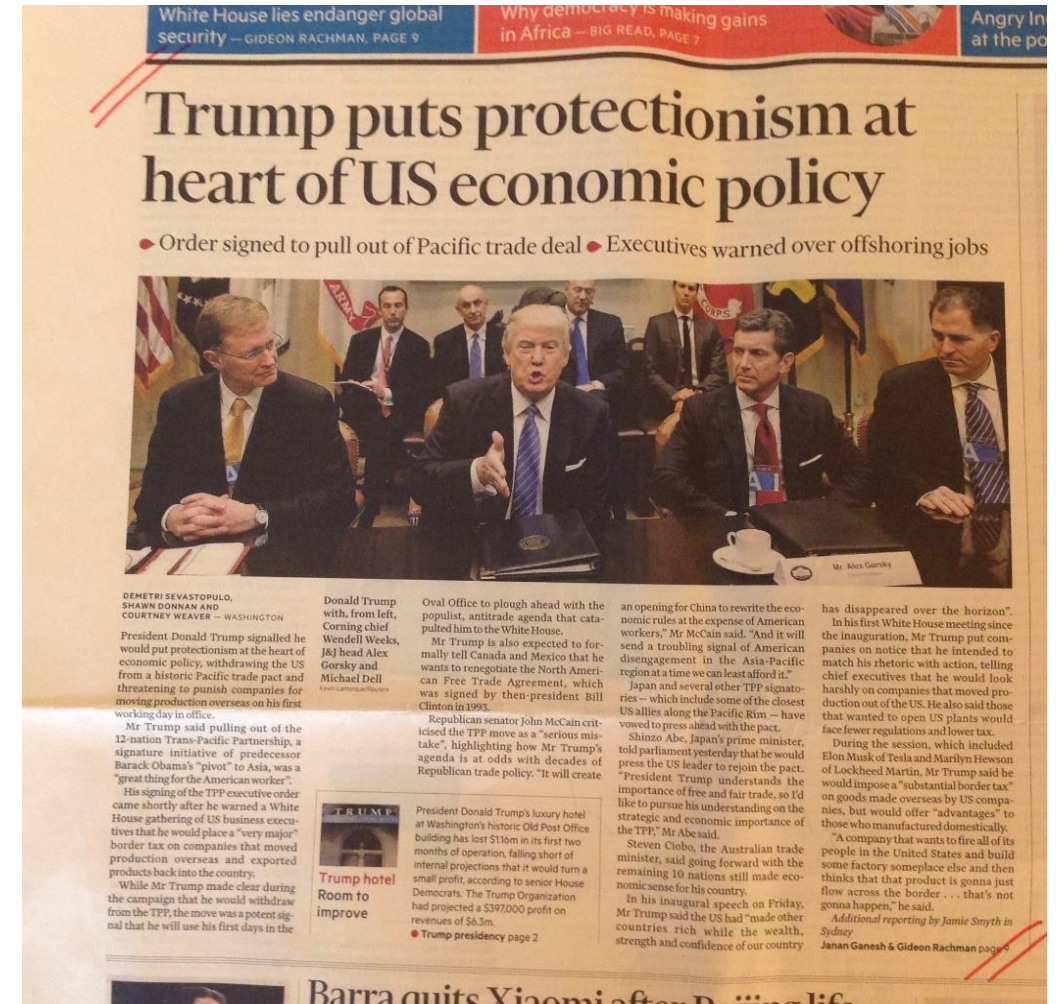 White House lies endanger global
security – GIDEON RACHMAN, PAGE 9
Why democracy is making gains
in Africa – BIG READ, PAGE 7
Angry In
at the po
Trump puts protectionism at
heart of US economic policy
Order signed to pull out of Pacific trade deal • Executives warned over offshoring jobs
ARMY
CORPS
Mr. Alex Gorsky
DEMETRI SEVASTOPULO,
SHAWN DONNAN AND
COURTNEY WEAVER — WASHINGTON
President Donald Trump signalled he
would put protectionism at the heart of
economic policy, withdrawing the US
from a historic Pacific trade pact and
threatening to punish companies for
moving production overseas on his first
working day in office.
Mr Trump said pulling out of the
12-nation Trans-Pacific Partnership, a
signature initiative of predecessor
Barack Obama's "pivot" to Asia, was a
"great thing for the American worker".
His signing of the TPP executive order
came shortly after he warned a White
House gathering of US business execu-
tives that he would place a "very major"
border tax on companies that moved
production overseas and exported
products back into the country.
While Mr Trump made clear during
the campaign that he would withdraw
from the TPP, the move was a potent sig-
nal that he will use his first days in the
Donald Trump
with, from left,
Corning chief
Wendell Weeks,
J&J head Alex
Gorsky and
Michael Dell
Kevin Lamarque/Reuters
Oval Office to plough ahead with the
populist, antitrade agenda that cata-
pulted him to the White House.
Mr Trump is also expected to for-
mally tell Canada and Mexico that he
wants to renegotiate the North Ameri-
can Free Trade Agreement, which
was signed by then-president Bill
Clinton in 1993.
Republican senator John McCain crit-
icised the TPP move as a "serious mis-
take", highlighting how Mr Trump's
agenda is at odds with decades of
Republican trade policy. "It will create
TRUMP
Trump hotel
Room to
improve
President Donald Trump's luxury hotel
at Washington's historic Old Post Office
building has lost $1.16m in its first two
months of operation, falling short of
internal projections that it would turn a
small profit, according to senior House
Democrats. The Trump Organization
had projected a $397,000 profit on
revenues of $6.3m.
• Trump presidency page 2
an opening for China to rewrite the eco-
nomic rules at the expense of American
workers," Mr McCain said. "And it will
send a troubling signal of American
disengagement in the Asia-Pacific
region at a time we can least afford it."
Japan and several other TPP signato-
ries — which include some of the closest
US allies along the Pacific Rim — have
vowed to press ahead with the pact.
Shinzo Abe, Japan's prime minister,
told parliament yesterday that he would
press the US leader to rejoin the pact.
"President Trump understands the
importance of free and fair trade, so I'd
like to pursue his understanding on the
strategic and economic importance of
the TPP," Mr Abe said.
Steven Ciobo, the Australian trade
minister, said going forward with the
remaining 10 nations still made eco-
nomic sense for his country.
In his inaugural speech on Friday,
Mr Trump said the US had "made other
countries rich while the wealth,
strength and confidence of our country
has disappeared over the horizon".
In his first White House meeting since
the inauguration, Mr Trump put com-
panies on notice that he intended to
match his rhetoric with action, telling
chief executives that he would look
harshly on companies that moved pro-
duction out of the US. He also said those
that wanted to open US plants would
face fewer regulations and lower tax.
During the session, which included
Elon Musk of Tesla and Marilyn Hewson
of Lockheed Martin, Mr Trump said he
would impose a "substantial border tax"
on goods made overseas by US compa-
nies, but would offer "advantages" to
those who manufactured domestically.
"A company that wants to fire all of its
people in the United States and build
some factory someplace else and then
thinks that that product is gonna just
flow across the border . . . that's not
gonna happen," he said.
Additional reporting by Jamie Smyth in
Sydney
Janan Ganesh & Gideon Rachman page 9
Barra quits Xiaomi after Beijing life